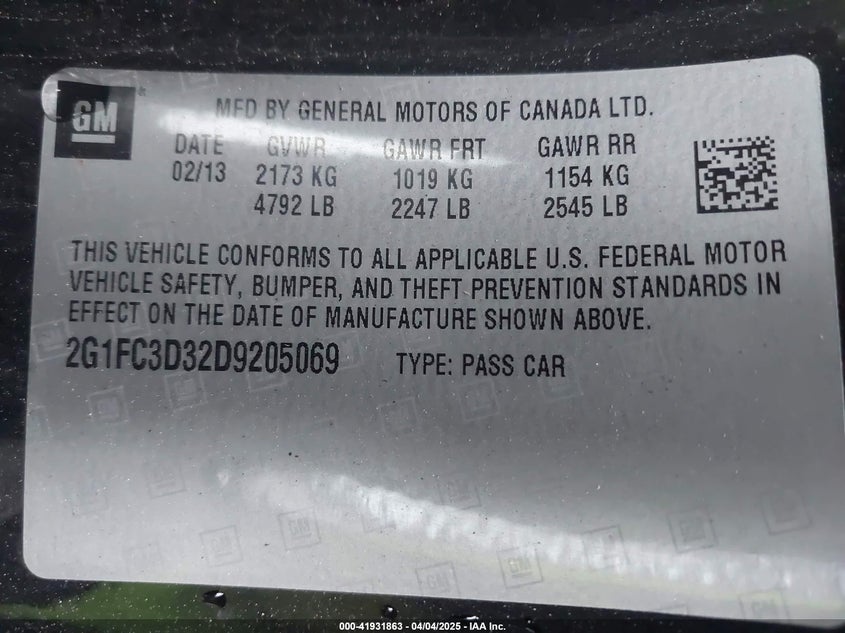 GM
MFD BY GENERAL MOTORS OF CANADA LTD.
DATE GVWR GAWR FRT GAWR RR
02/13 2173 KG 1019 KG 1154 KG
4792 LB 2247 LB 2545 LB
THIS VEHICLE CONFORMS TO ALL APPLICABLE U.S. FEDERAL MOTOR
VEHICLE SAFETY, BUMPER, AND THEFT PREVENTION STANDARDS IN
EFFECT ON THE DATE OF MANUFACTURE SHOWN ABOVE.
2G1FC3D32D9205069 TYPE: PASS CAR
000-41931863 - 04/04/2025 - IAA Inc.